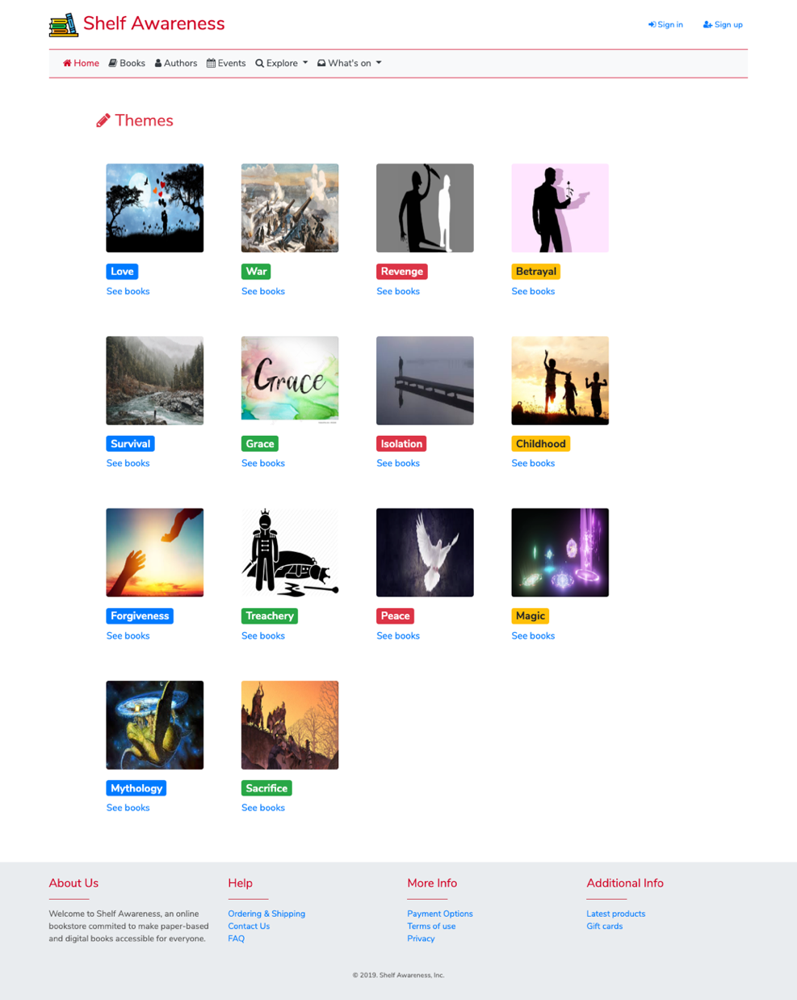 Shelf Awareness
Sign in Sign up
Home Books Authors Events Explore What's on
Themes
Grace
Love War Revenge Betrayal
See books See books See books See books
Survival Grace Isolation Childhood
See books See books See books See books
Forgiveness Treachery Peace Magic
See books See books See books See books
Mythology Sacrifice
See books See books
About Us Help More Info Additional Info
Welcome to Shelf Awareness, an online Ordering & Shipping Payment Options Latest products
bookstore commited to make paper-based Contact Us Terms of use Gift cards
and digital books accessible for everyone. FAQ Privacy
© 2019. Shelf Awareness, Inc.